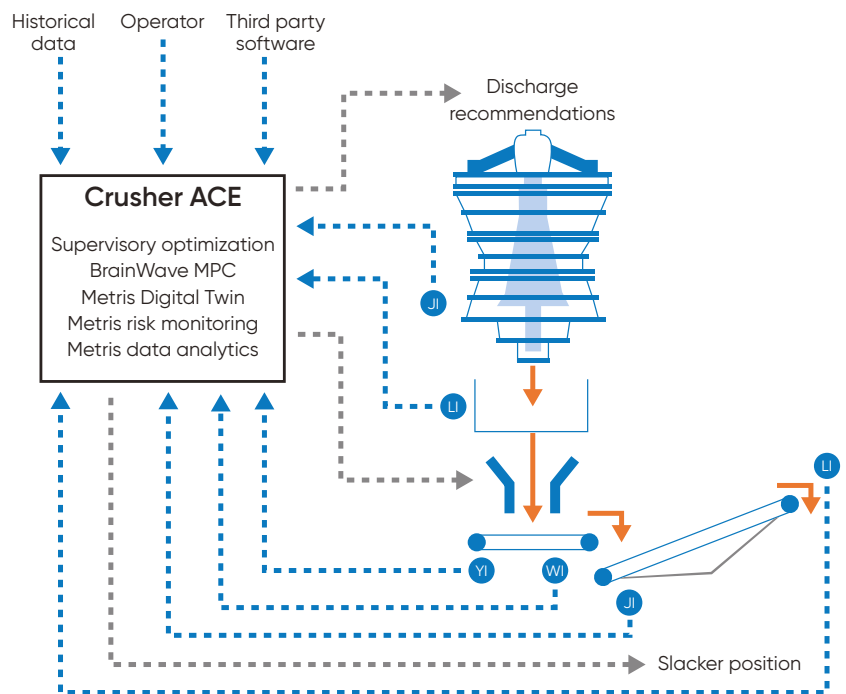 Historical
data
Operator
Third party
software
Discharge
recommendations
Crusher ACE
Supervisory optimization
BrainWave MPC
Metris Digital Twin
Metris risk monitoring
Metris data analytics
JI
LI
LI
YI
WI
JI
Slacker position